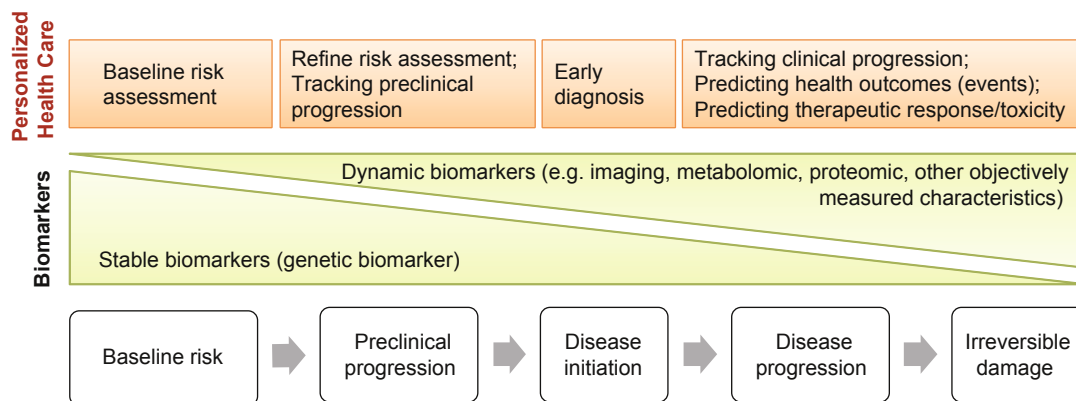 Personalized
Health Care
Baseline risk
assessment
Refine risk assessment;
Tracking preclinical
progression
Early
diagnosis
Tracking clinical progression;
Predicting health outcomes (events);
Predicting therapeutic response/toxicity
Biomarkers
Dynamic biomarkers (e.g. imaging, metabolomic, proteomic, other objectively
measured characteristics)
Stable biomarkers (genetic biomarker)
Baseline risk
Preclinical
progression
Disease
initiation
Disease
progression
Irreversible
damage